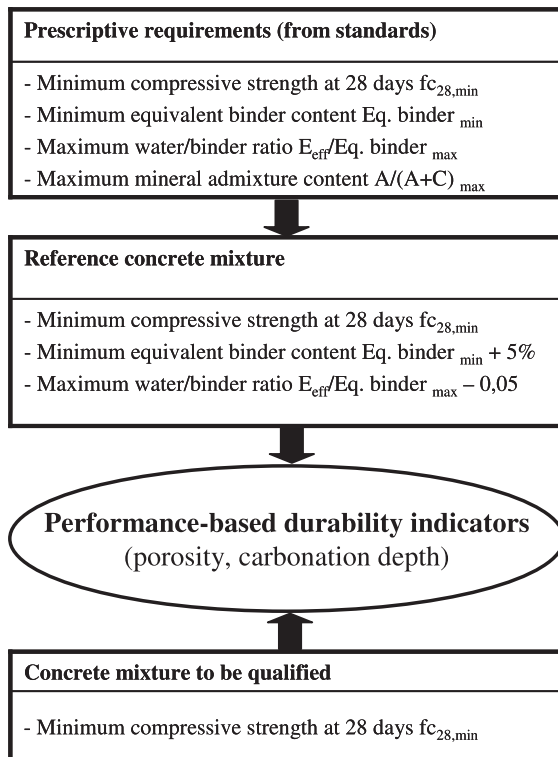 Prescriptive requirements (from standards)
- Minimum compressive strength at 28 days fc28,min
- Minimum equivalent binder content Eq. binder min
- Maximum water/binder ratio Eeff/Eq. binder max
- Maximum mineral admixture content A/(A+C) max
Reference concrete mixture
- Minimum compressive strength at 28 days fc28,min
- Minimum equivalent binder content Eq. binder min + 5%
- Maximum water/binder ratio Eeff/Eq. binder max – 0,05
Performance-based durability indicators
(porosity, carbonation depth)
Concrete mixture to be qualified
- Minimum compressive strength at 28 days fc28,min